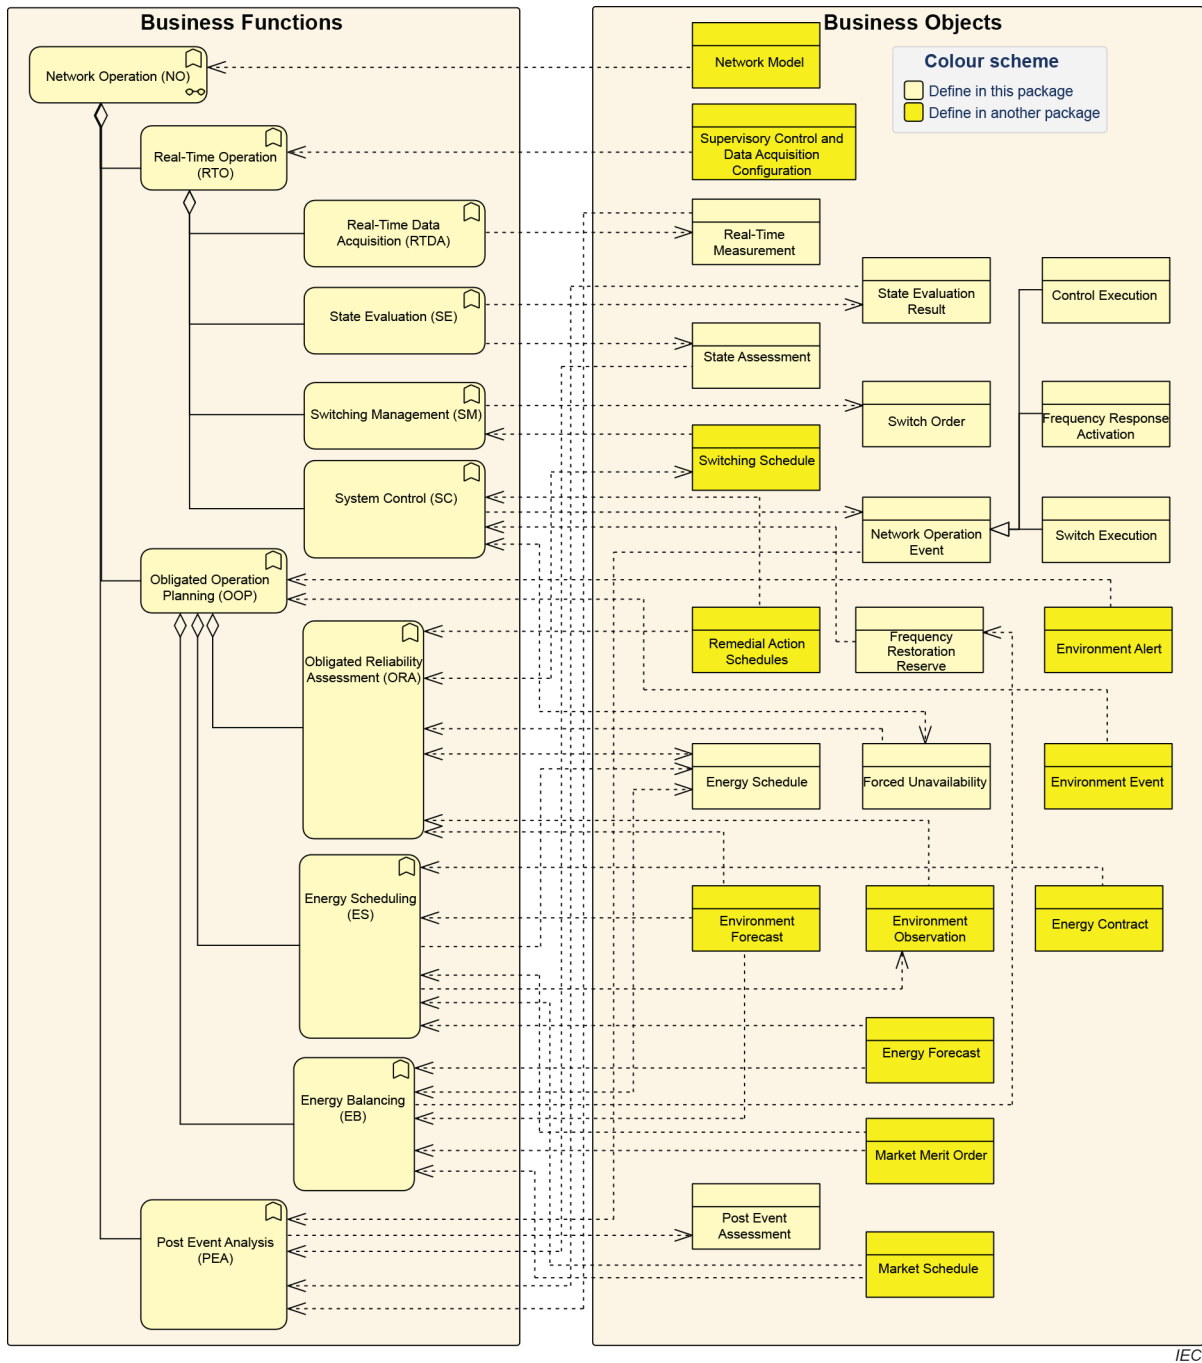 Business Functions
Business Objects
Colour scheme
Define in this package
Define in another package
Network Operation (NO)
Network Model
Real-Time Operation
(RTO)
Supervisory Control and
Data Acquisition
Configuration
Real-Time Data
Acquisition (RTDA)
Real-Time
Measurement
State Evaluation (SE)
State Evaluation
Result
Control Execution
State Assessment
Switching Management (SM)
Switch Order
Frequency Response
Activation
Switching Schedule
System Control (SC)
Network Operation
Event
Switch Execution
Obligated Operation
Planning (OOP)
Obligated Reliability
Assessment (ORA)
Remedial Action
Schedules
Frequency
Restoration
Reserve
Environment Alert
Energy Schedule
Forced Unavailability
Environment Event
Energy Scheduling
(ES)
Environment
Forecast
Environment
Observation
Energy Contract
Energy Forecast
Energy Balancing
(EB)
Market Merit Order
Post Event Analysis
(PEA)
Post Event
Assessment
Market Schedule
IEC